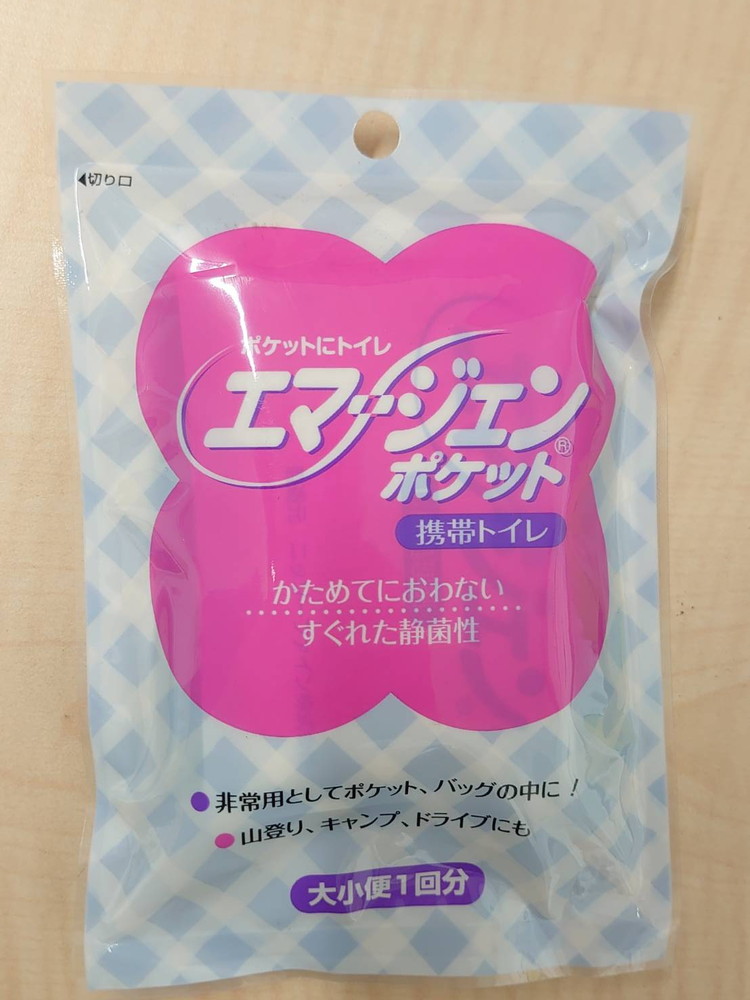 ◀切り口
ポケットにトイレ
エマージェン
ポケット®
携帯トイレ
かためてにおわない
すぐれた静菌性
●非常用としてポケット、バッグの中に!
●山登り、キャンプ、ドライブにも
大小便1回分